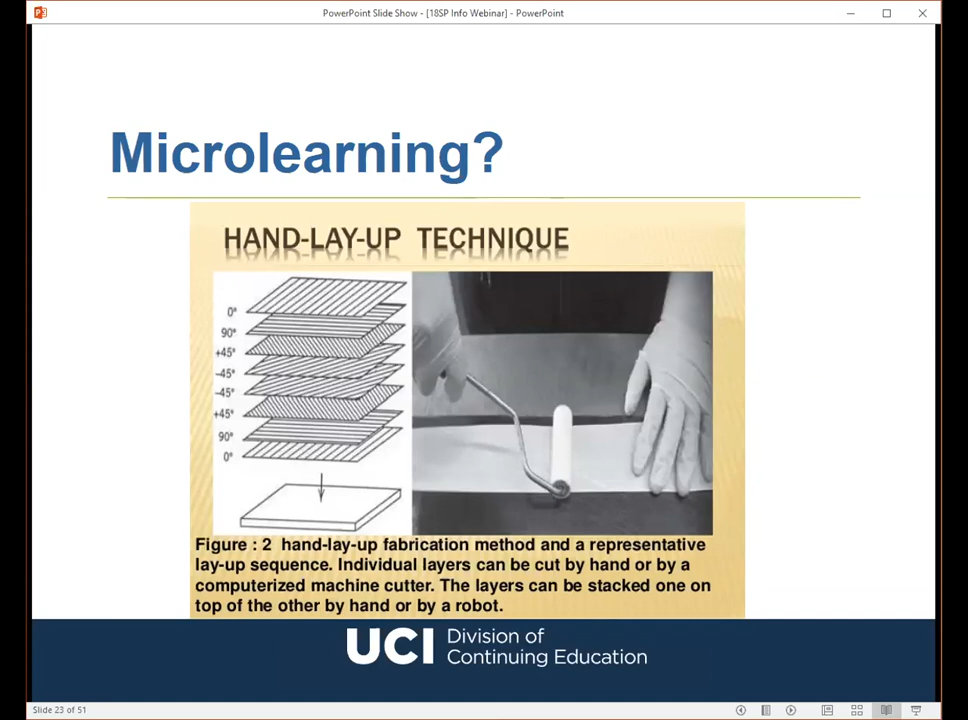 PowerPoint Slide Show - [18SP Info Webinar] - PowerPoint
Microlearning?
HAND-LAY-UP TECHNIQUE
0°
90°
+45°
-45°
-45°
+45°
90°
0°
Figure : 2 hand-lay-up fabrication method and a representative
lay-up sequence. Individual layers can be cut by hand or by a
computerized machine cutter. The layers can be stacked one on
top of the other by hand or by a robot.
UCI Division of
Continuing Education
Slide 23 of 51